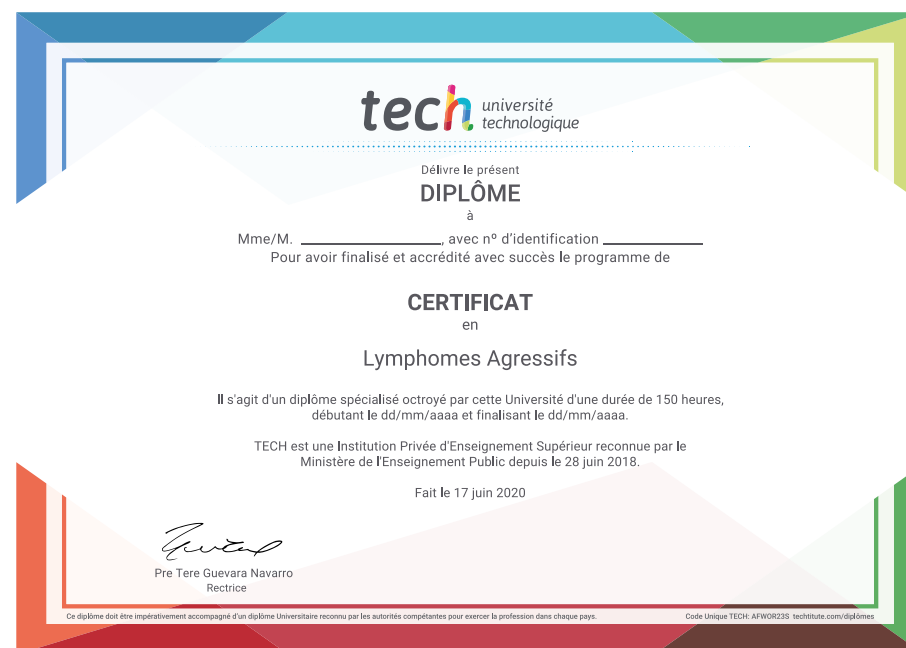 tech université
technologique
Délivre le présent
DIPLÔME
à
Mme/M. ____________________, avec nº d'identification ______________
Pour avoir finalisé et accrédité avec succès le programme de
CERTIFICAT
en
Lymphomes Agressifs
Il s'agit d'un diplôme spécialisé octroyé par cette Université d'une durée de 150 heures,
débutant le dd/mm/aaaa et finalisant le dd/mm/aaaa.
TECH est une Institution Privée d'Enseignement Supérieur reconnue par le
Ministère de l'Enseignement Public depuis le 28 juin 2018.
Fait le 17 juin 2020
Pre Tere Guevara Navarro
Rectrice
Ce diplôme doit être impérativement accompagné d'un diplôme Universitaire reconnu par les autorités compétantes pour exercer la profession dans chaque pays.
Code Unique TECH: AFWOR23S techtitute.com/diplômes